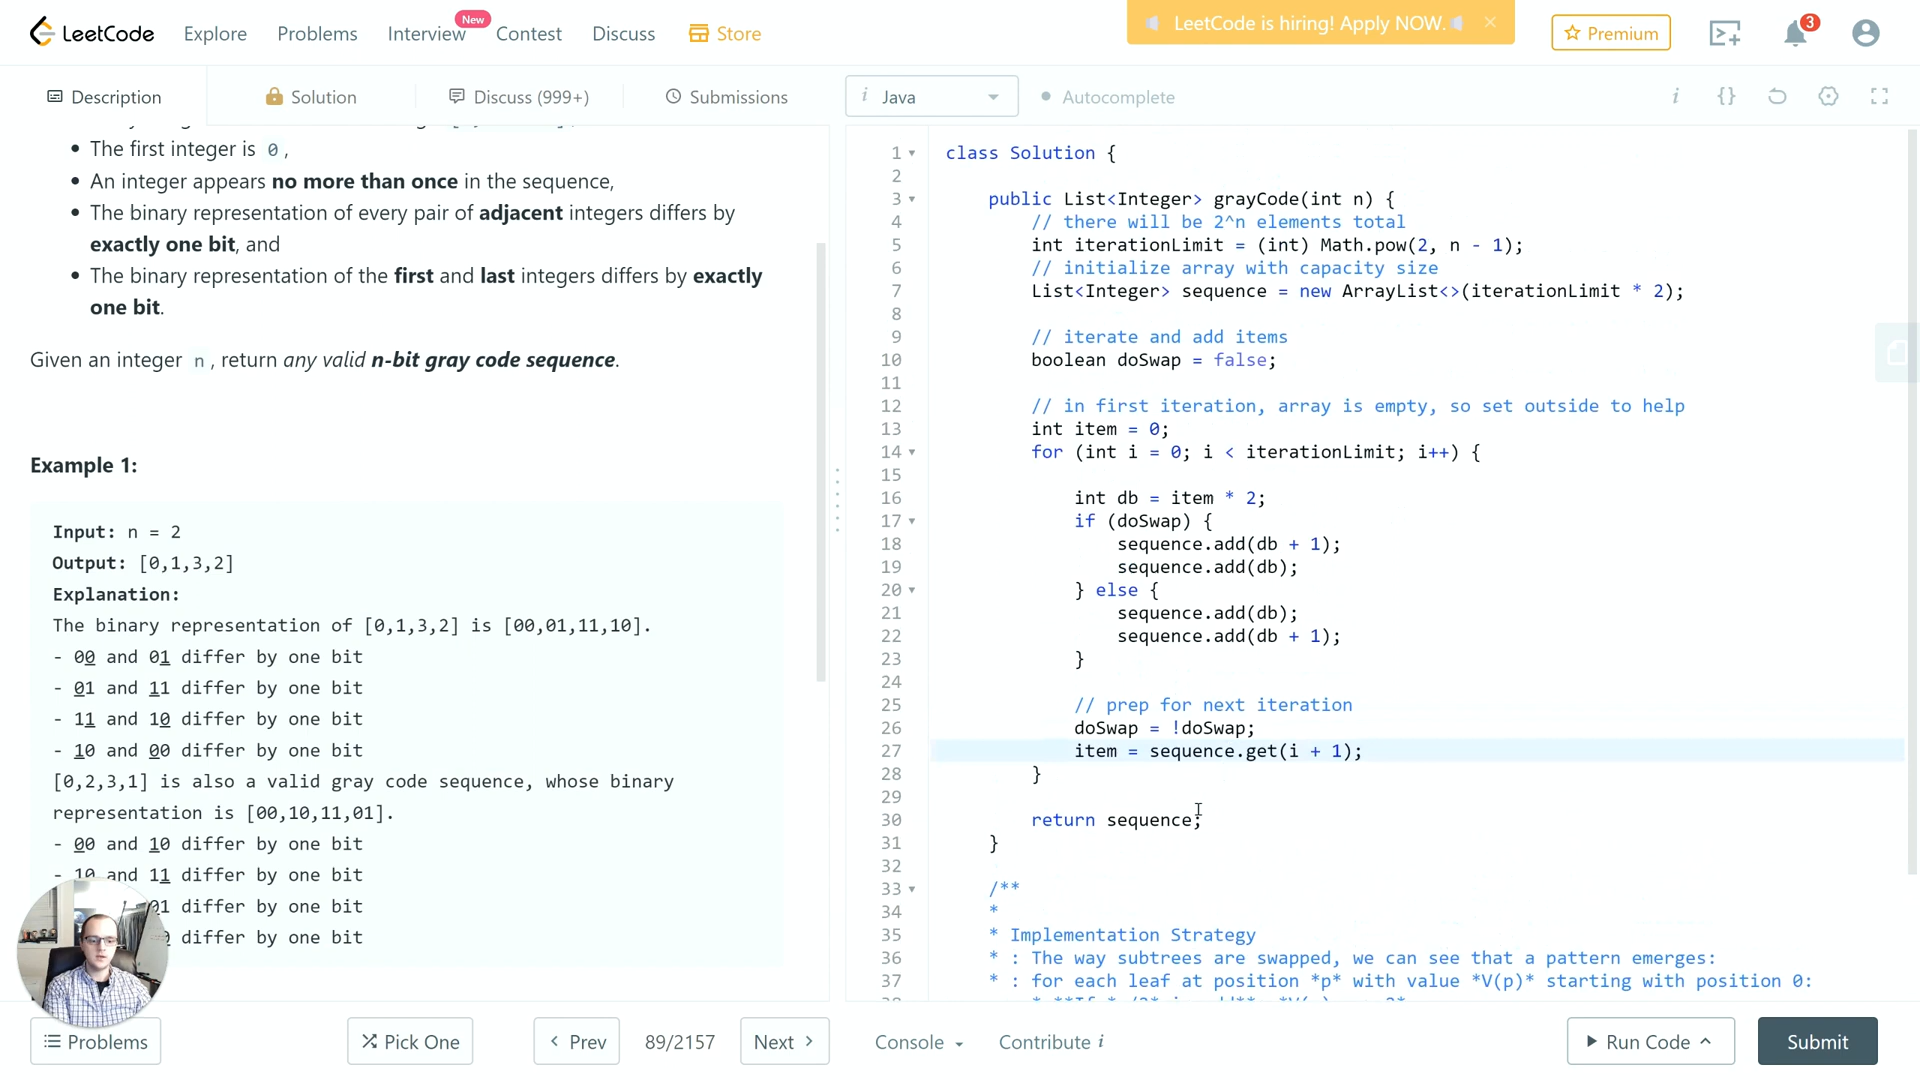 LeetCode Explore Problems Interview New Contest Discuss Store LeetCode is hiring! Apply NOW. Premium 3
Description Solution Discuss (999+) Submissions i Java Autocomplete
The first integer is 0,
An integer appears no more than once in the sequence,
The binary representation of every pair of adjacent integers differs by
exactly one bit, and
The binary representation of the first and last integers differs by exactly
one bit.
Given an integer n, return any valid n-bit gray code sequence.
Example 1:
Input: n = 2
Output: [0,1,3,2]
Explanation:
The binary representation of [0,1,3,2] is [00,01,11,10].
- 00 and 01 differ by one bit
- 01 and 11 differ by one bit
- 11 and 10 differ by one bit
- 10 and 00 differ by one bit
[0,2,3,1] is also a valid gray code sequence, whose binary
representation is [00,10,11,01].
- 00 and 10 differ by one bit
- 10 and 11 differ by one bit
01 differ by one bit
differ by one bit
1 class Solution {
2
3 public List<Integer> grayCode(int n) {
4 // there will be 2^n elements total
5 int iterationLimit = (int) Math.pow(2, n - 1);
6 // initialize array with capacity size
7 List<Integer> sequence = new ArrayList<>(iterationLimit * 2);
8
9 // iterate and add items
10 boolean doSwap = false;
11
12 // in first iteration, array is empty, so set outside to help
13 int item = 0;
14 for (int i = 0; i < iterationLimit; i++) {
15
16 int db = item * 2;
17 if (doSwap) {
18 sequence.add(db + 1);
19 sequence.add(db);
20 } else {
21 sequence.add(db);
22 sequence.add(db + 1);
23 }
24
25 // prep for next iteration
26 doSwap = !doSwap;
27 item = sequence.get(i + 1);
28 }
29
30 return sequence;
31 }
32
33 /**
34 *
35 * Implementation Strategy
36 * : The way subtrees are swapped, we can see that a pattern emerges:
37 * : for each leaf at position *p* with value *V(p)* starting with position 0:
Problems Pick One Prev 89/2157 Next Console Contribute i Run Code Submit